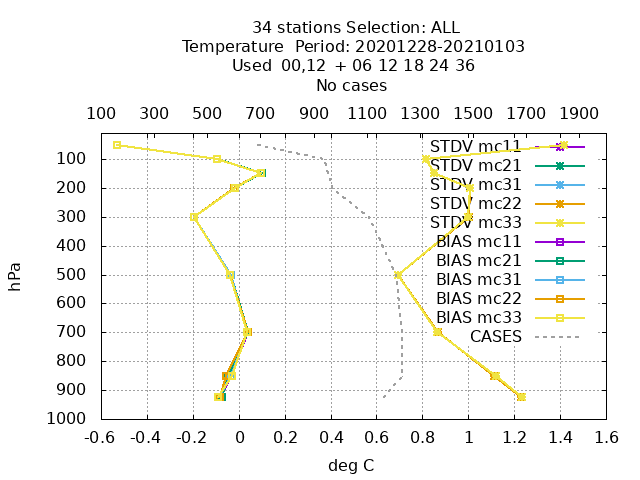 34 stations Selection: ALL
Temperature  Period: 20201228-20210103
Used  00,12  + 06 12 18 24 36
No cases
100 300 500 700 900 1100 1300 1500 1700 1900
STDV mc11
100
STDV mc21
STDV mc31
200
STDV mc22
300
STDV mc33
BIAS mc11
400
BIAS mc21
500
BIAS mc31
600
BIAS mc22
BIAS mc33
700
CASES
800
900
1000
hPa
-0.6 -0.4 -0.2 0 0.2 0.4 0.6 0.8 1 1.2 1.4 1.6
deg C